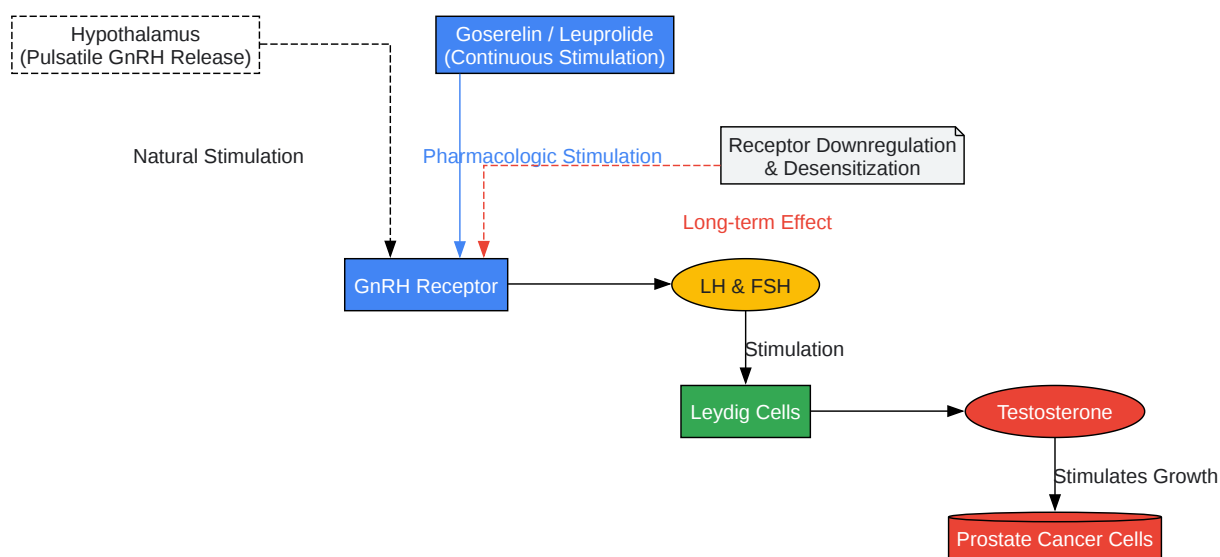 Hypothalamus
(Pulsatile GnRH Release)
Goserelin / Leuprolide
(Continuous Stimulation)
Natural Stimulation
Pharmacologic Stimulation
Receptor Downregulation
& Desensitization
Long-term Effect
GnRH Receptor
LH & FSH
Stimulation
Leydig Cells
Testosterone
Stimulates Growth
Prostate Cancer Cells